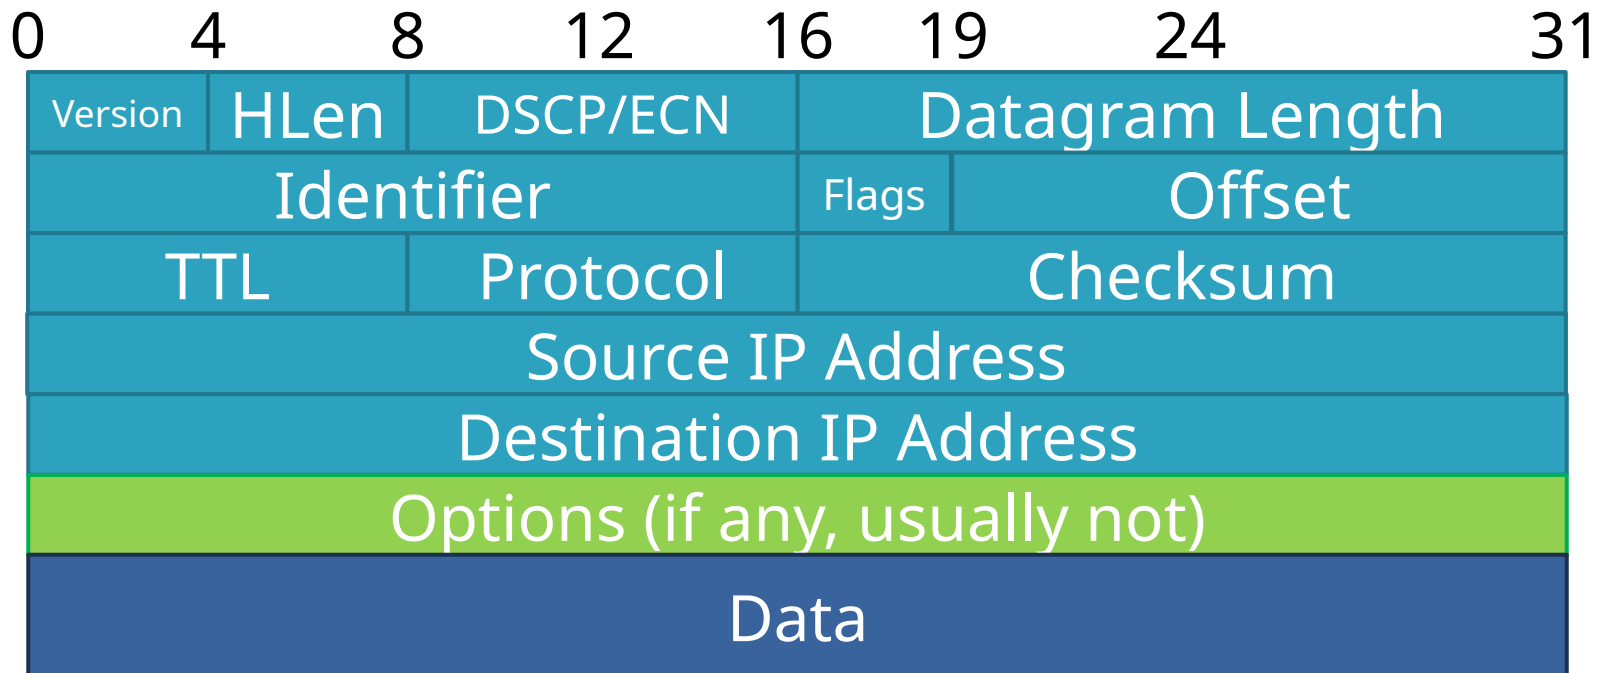 0 4 8 12 16 19 24 31
Version HLen DSCP/ECN Datagram Length
Identifier Flags Offset
TTL Protocol Checksum
Source IP Address
Destination IP Address
Options (if any, usually not)
Data